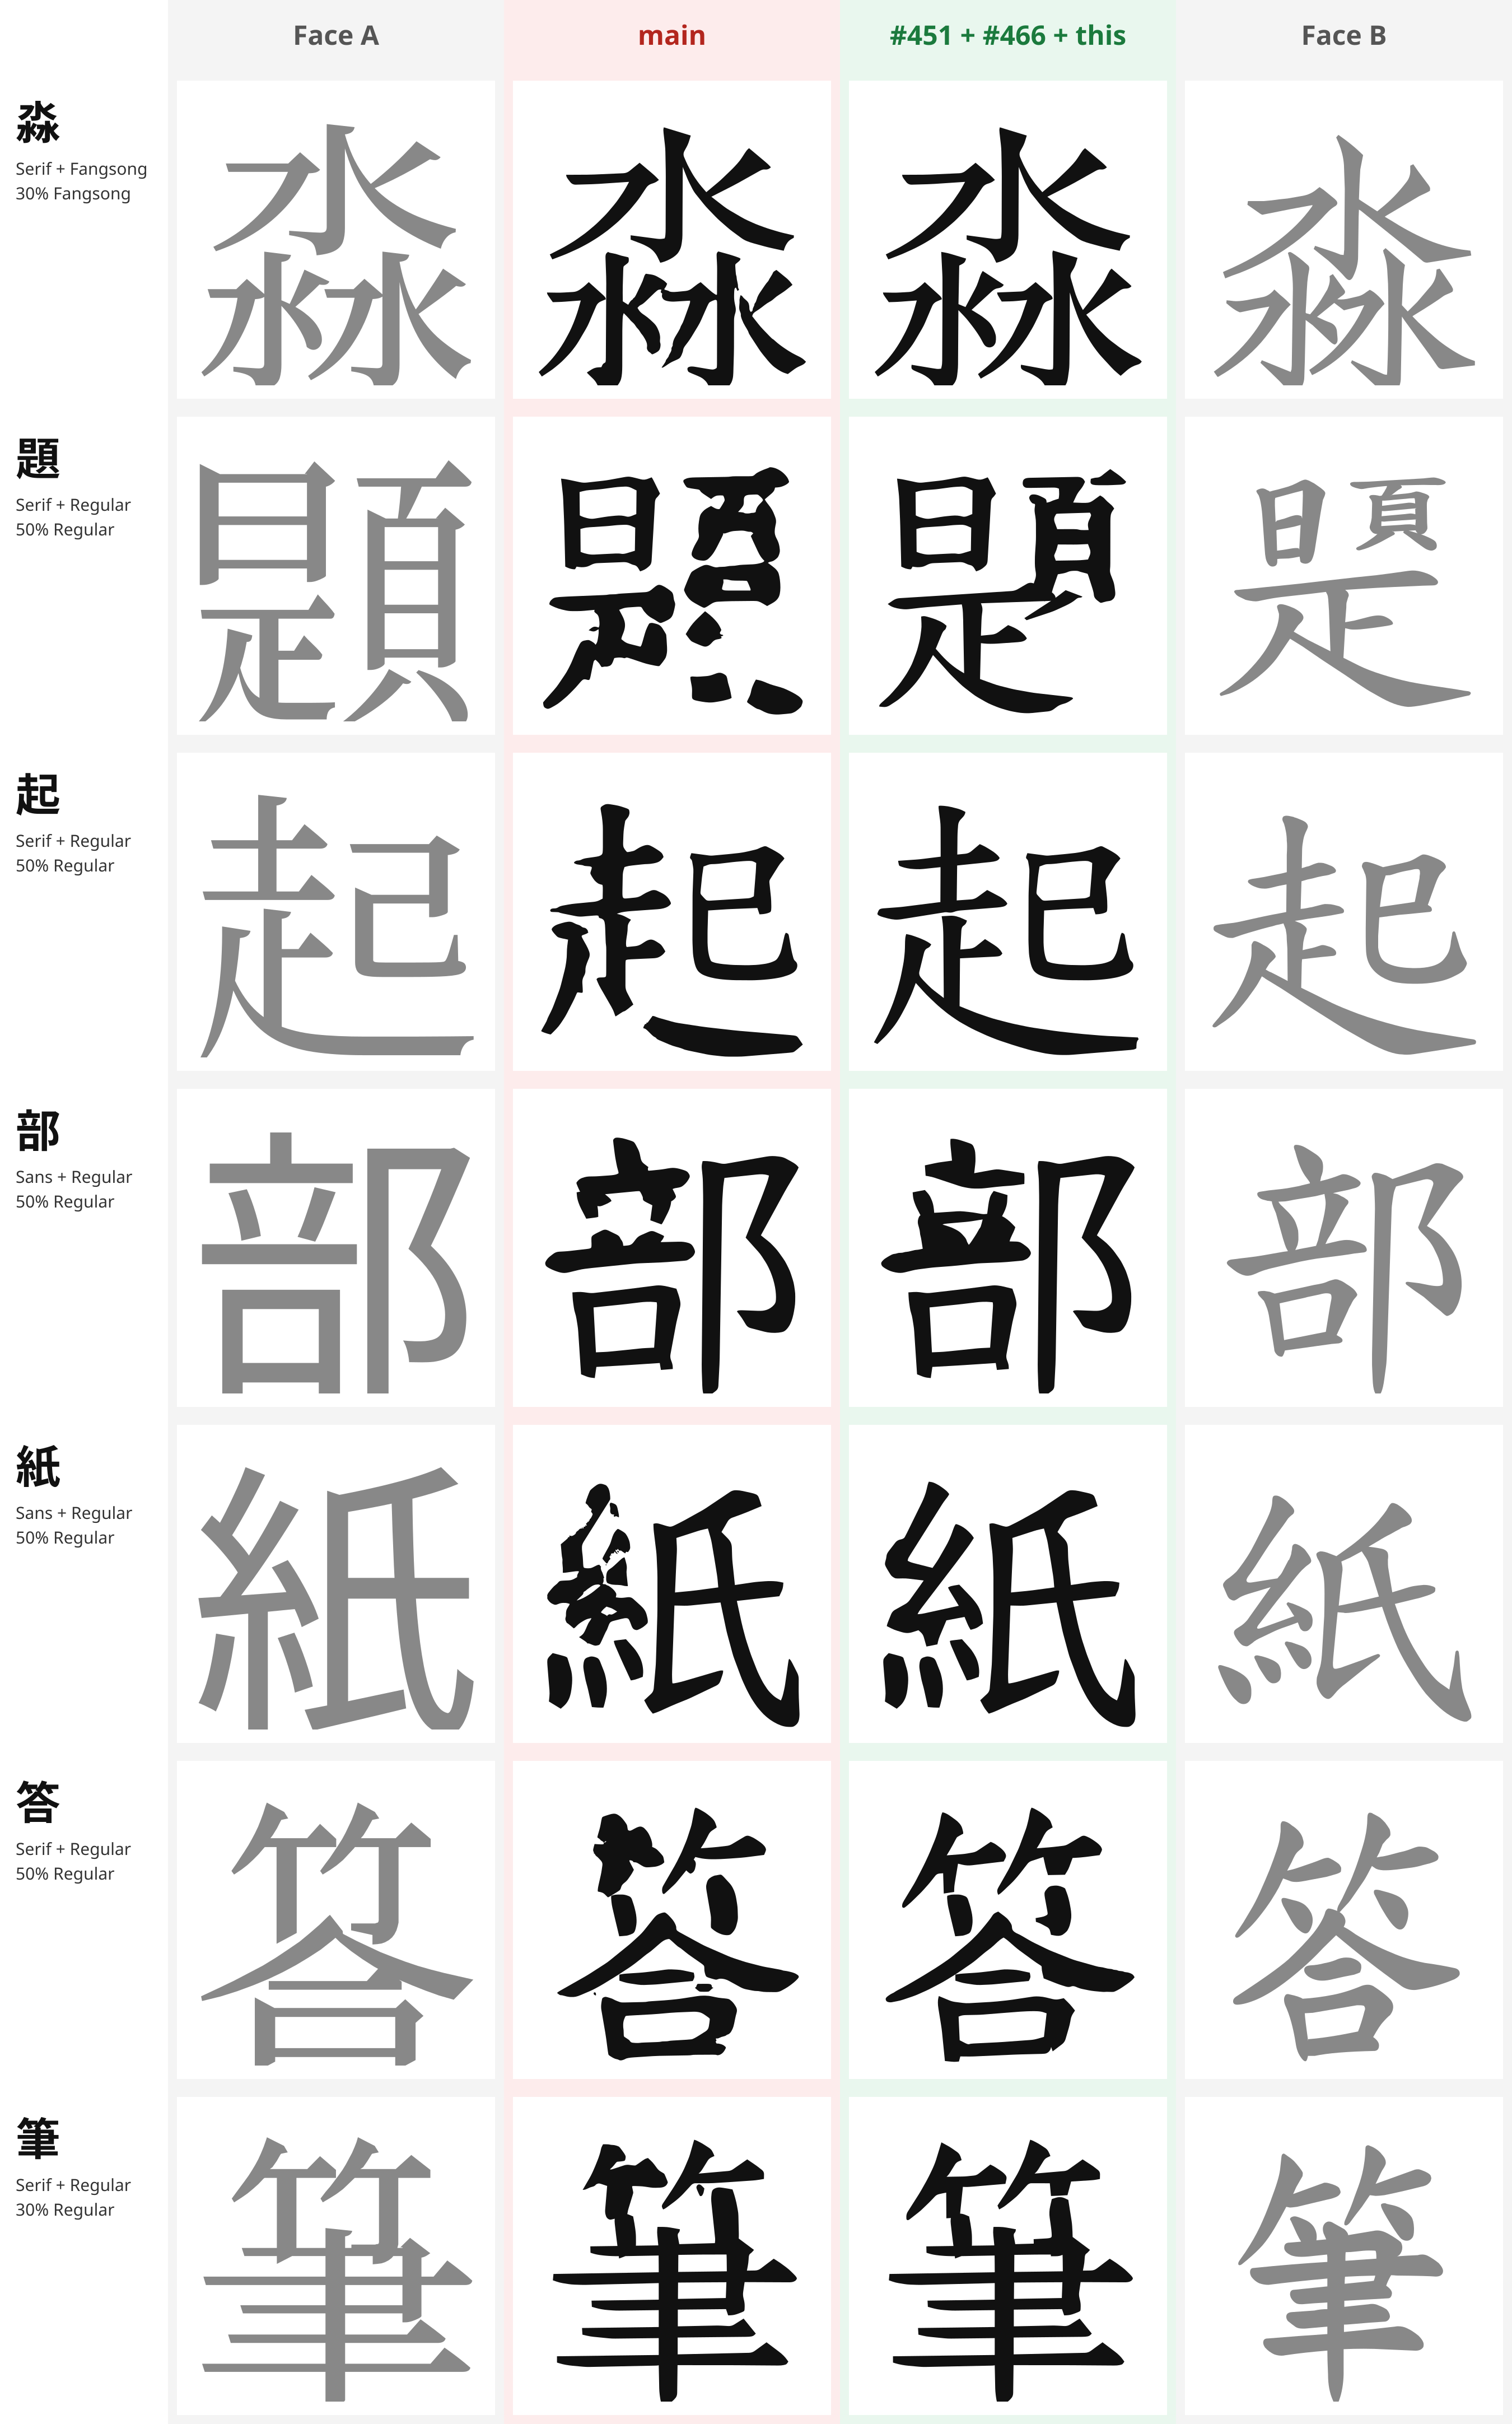 Face A main #451 + #466 + this Face B
淼
Serif + Fangsong
30% Fangsong
淼 淼 淼 淼
題
Serif + Regular
50% Regular
題 題 題 題
起
Serif + Regular
50% Regular
起 起 起 起
部
Sans + Regular
50% Regular
部 部 部 部
紙
Sans + Regular
50% Regular
紙 紙 紙 紙
答
Serif + Regular
50% Regular
答 答 答 答
筆
Serif + Regular
30% Regular
筆 筆 筆 筆